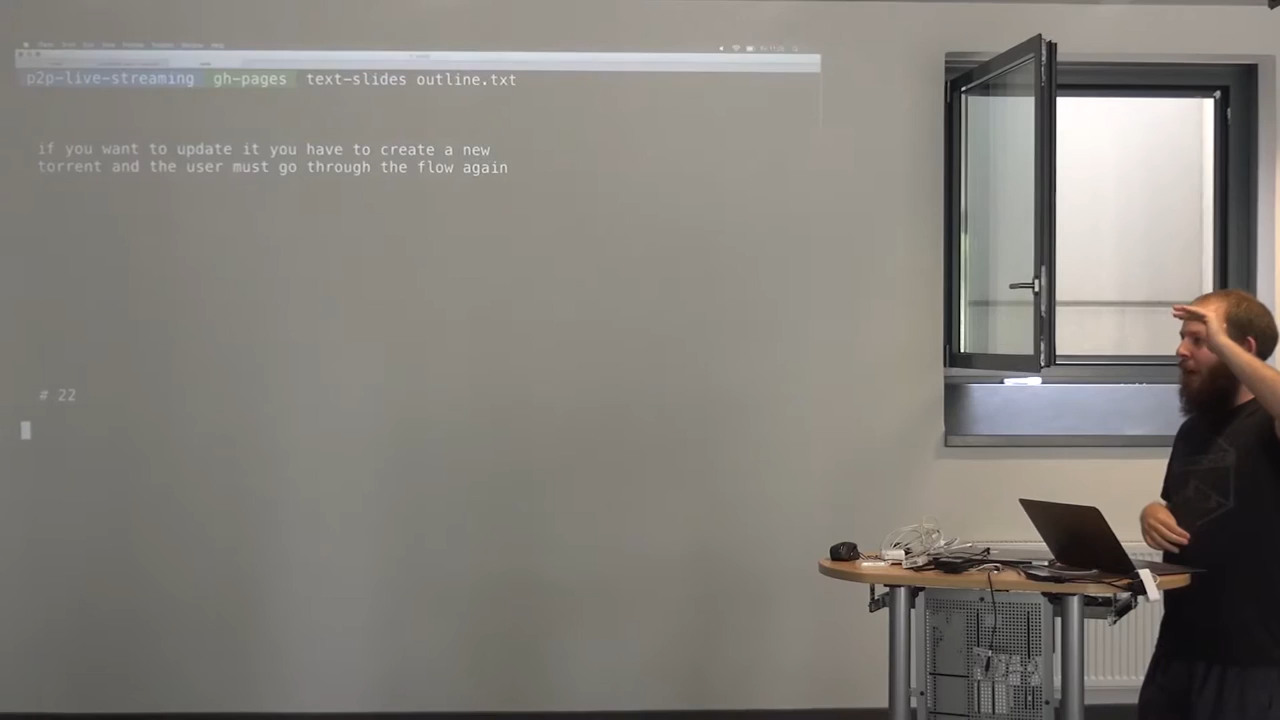 p2p-live-streaming gh-pages text-slides outline.txt
if you want to update it you have to create a new
torrent and the user must go through the flow again
# 22